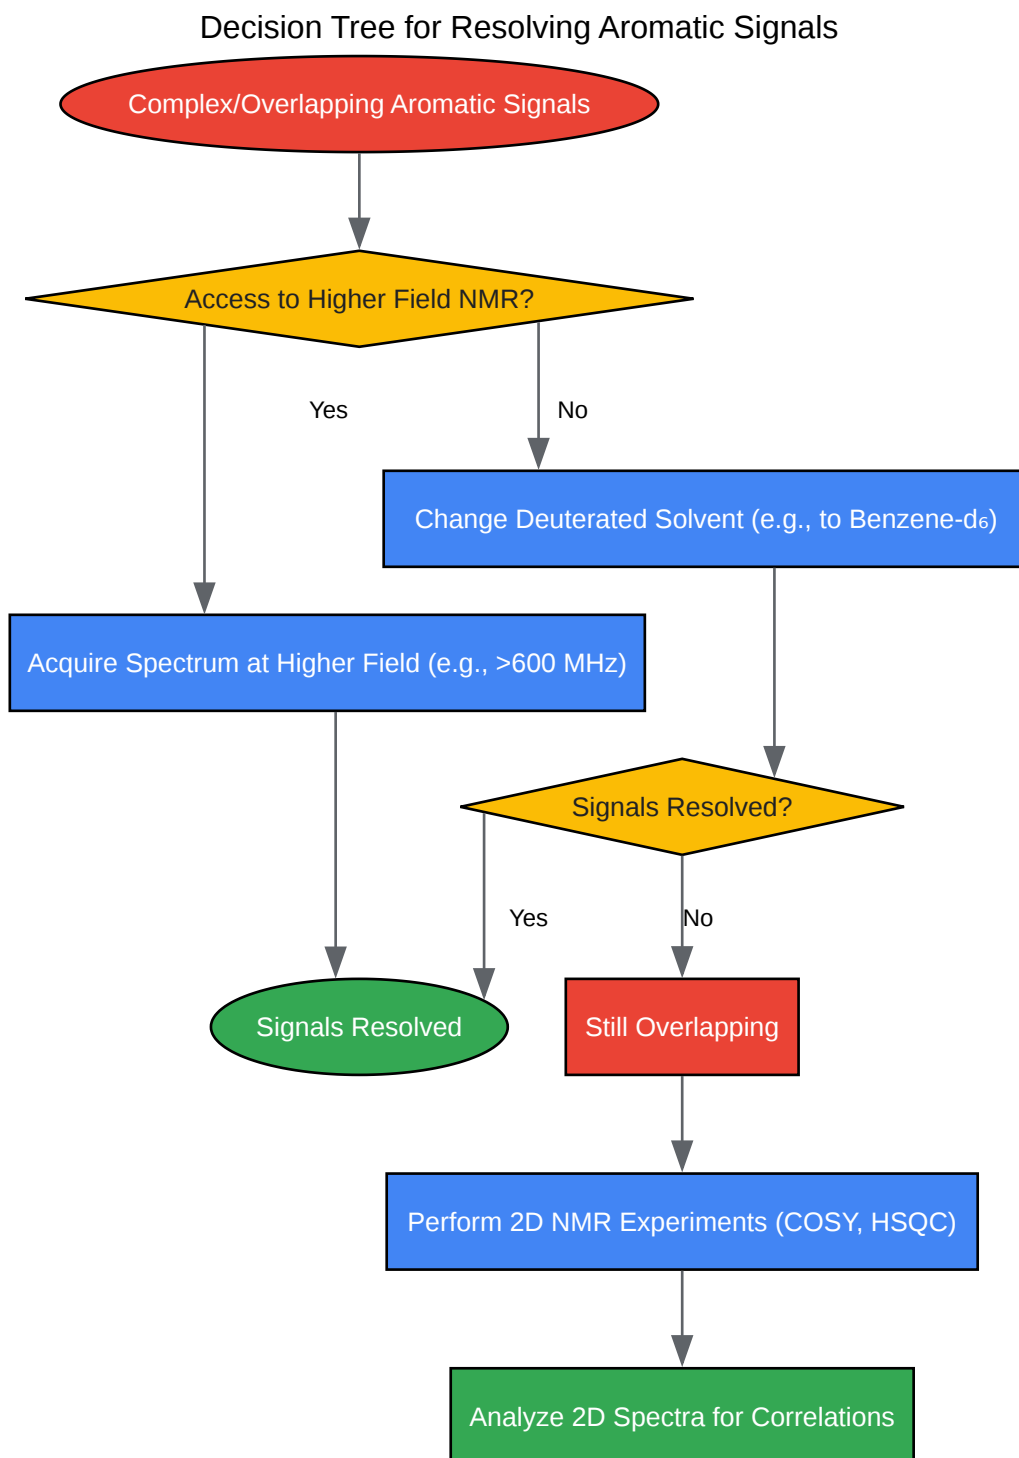 Decision Tree for Resolving Aromatic Signals
Complex/Overlapping Aromatic Signals
Access to Higher Field NMR?
Yes
No
Change Deuterated Solvent (e.g., to Benzene-d₆)
Acquire Spectrum at Higher Field (e.g., >600 MHz)
Signals Resolved?
Yes
No
Signals Resolved
Still Overlapping
Perform 2D NMR Experiments (COSY, HSQC)
Analyze 2D Spectra for Correlations